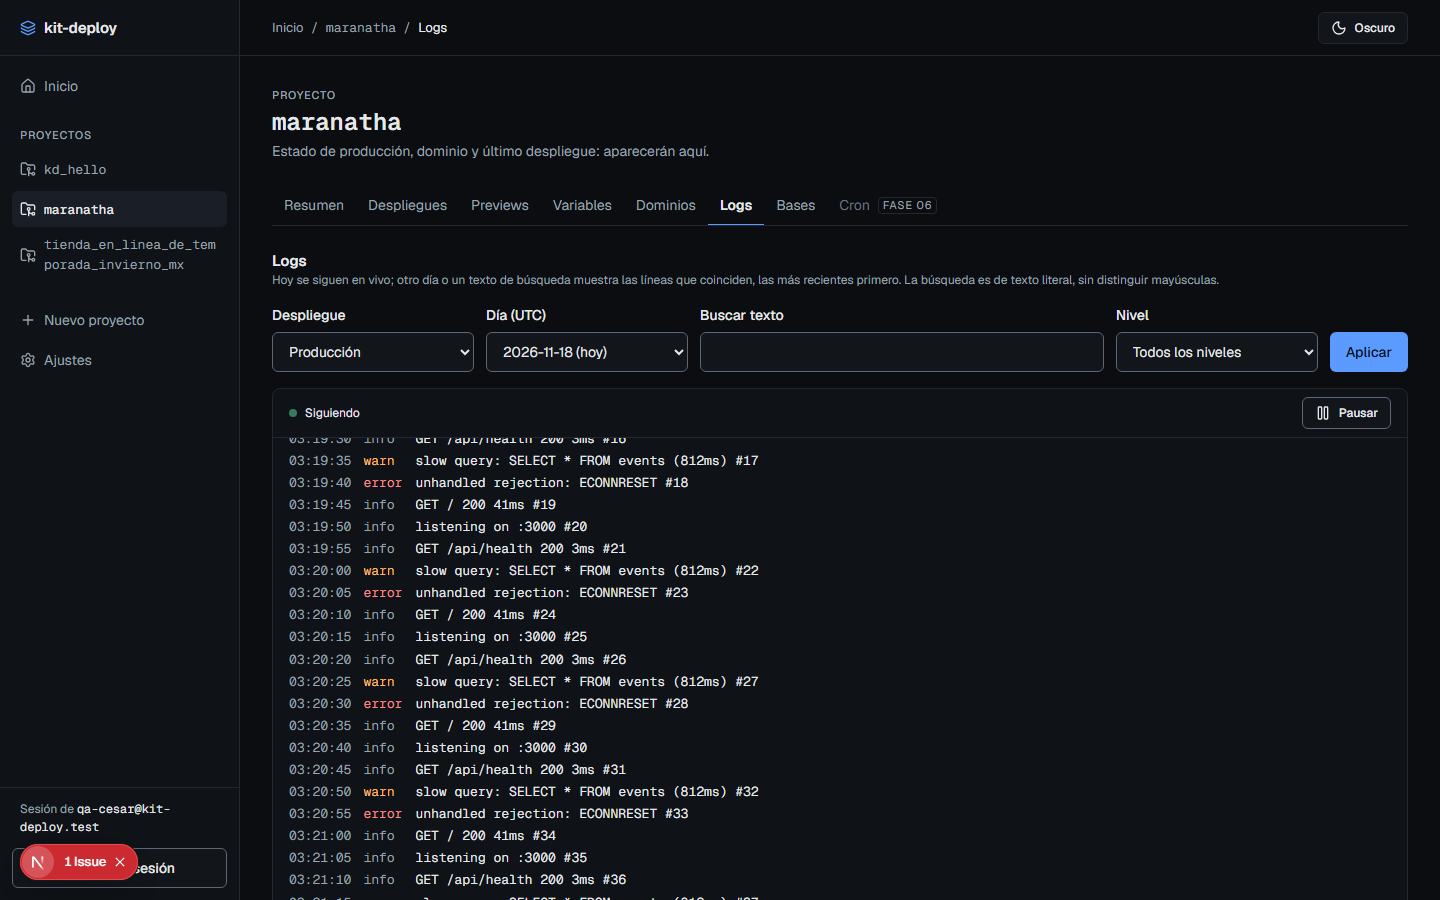 kit-deploy
Inicio / maranatha / Logs
Oscuro
Inicio
PROYECTOS
kd_hello
maranatha
tienda_en_linea_de_tem
porada_invierno_mx
Nuevo proyecto
Ajustes
Sesión de qa-cesar@kit-
deploy.test
1 Issue
sesión
PROYECTO
maranatha
Estado de producción, dominio y último despliegue: aparecerán aquí.
Resumen Despliegues Previews Variables Dominios Logs Bases Cron FASE 06
Logs
Hoy se siguen en vivo; otro día o un texto de búsqueda muestra las líneas que coinciden, las más recientes primero. La búsqueda es de texto literal, sin distinguir mayúsculas.
Despliegue Día (UTC) Buscar texto Nivel
Producción 2026-11-18 (hoy) Todos los niveles Aplicar
Siguiendo Pausar
03:19:30 info GET /api/health 200 3ms #16
03:19:35 warn slow query: SELECT * FROM events (812ms) #17
03:19:40 error unhandled rejection: ECONNRESET #18
03:19:45 info GET / 200 41ms #19
03:19:50 info listening on :3000 #20
03:19:55 info GET /api/health 200 3ms #21
03:20:00 warn slow query: SELECT * FROM events (812ms) #22
03:20:05 error unhandled rejection: ECONNRESET #23
03:20:10 info GET / 200 41ms #24
03:20:15 info listening on :3000 #25
03:20:20 info GET /api/health 200 3ms #26
03:20:25 warn slow query: SELECT * FROM events (812ms) #27
03:20:30 error unhandled rejection: ECONNRESET #28
03:20:35 info GET / 200 41ms #29
03:20:40 info listening on :3000 #30
03:20:45 info GET /api/health 200 3ms #31
03:20:50 warn slow query: SELECT * FROM events (812ms) #32
03:20:55 error unhandled rejection: ECONNRESET #33
03:21:00 info GET / 200 41ms #34
03:21:05 info listening on :3000 #35
03:21:10 info GET /api/health 200 3ms #36